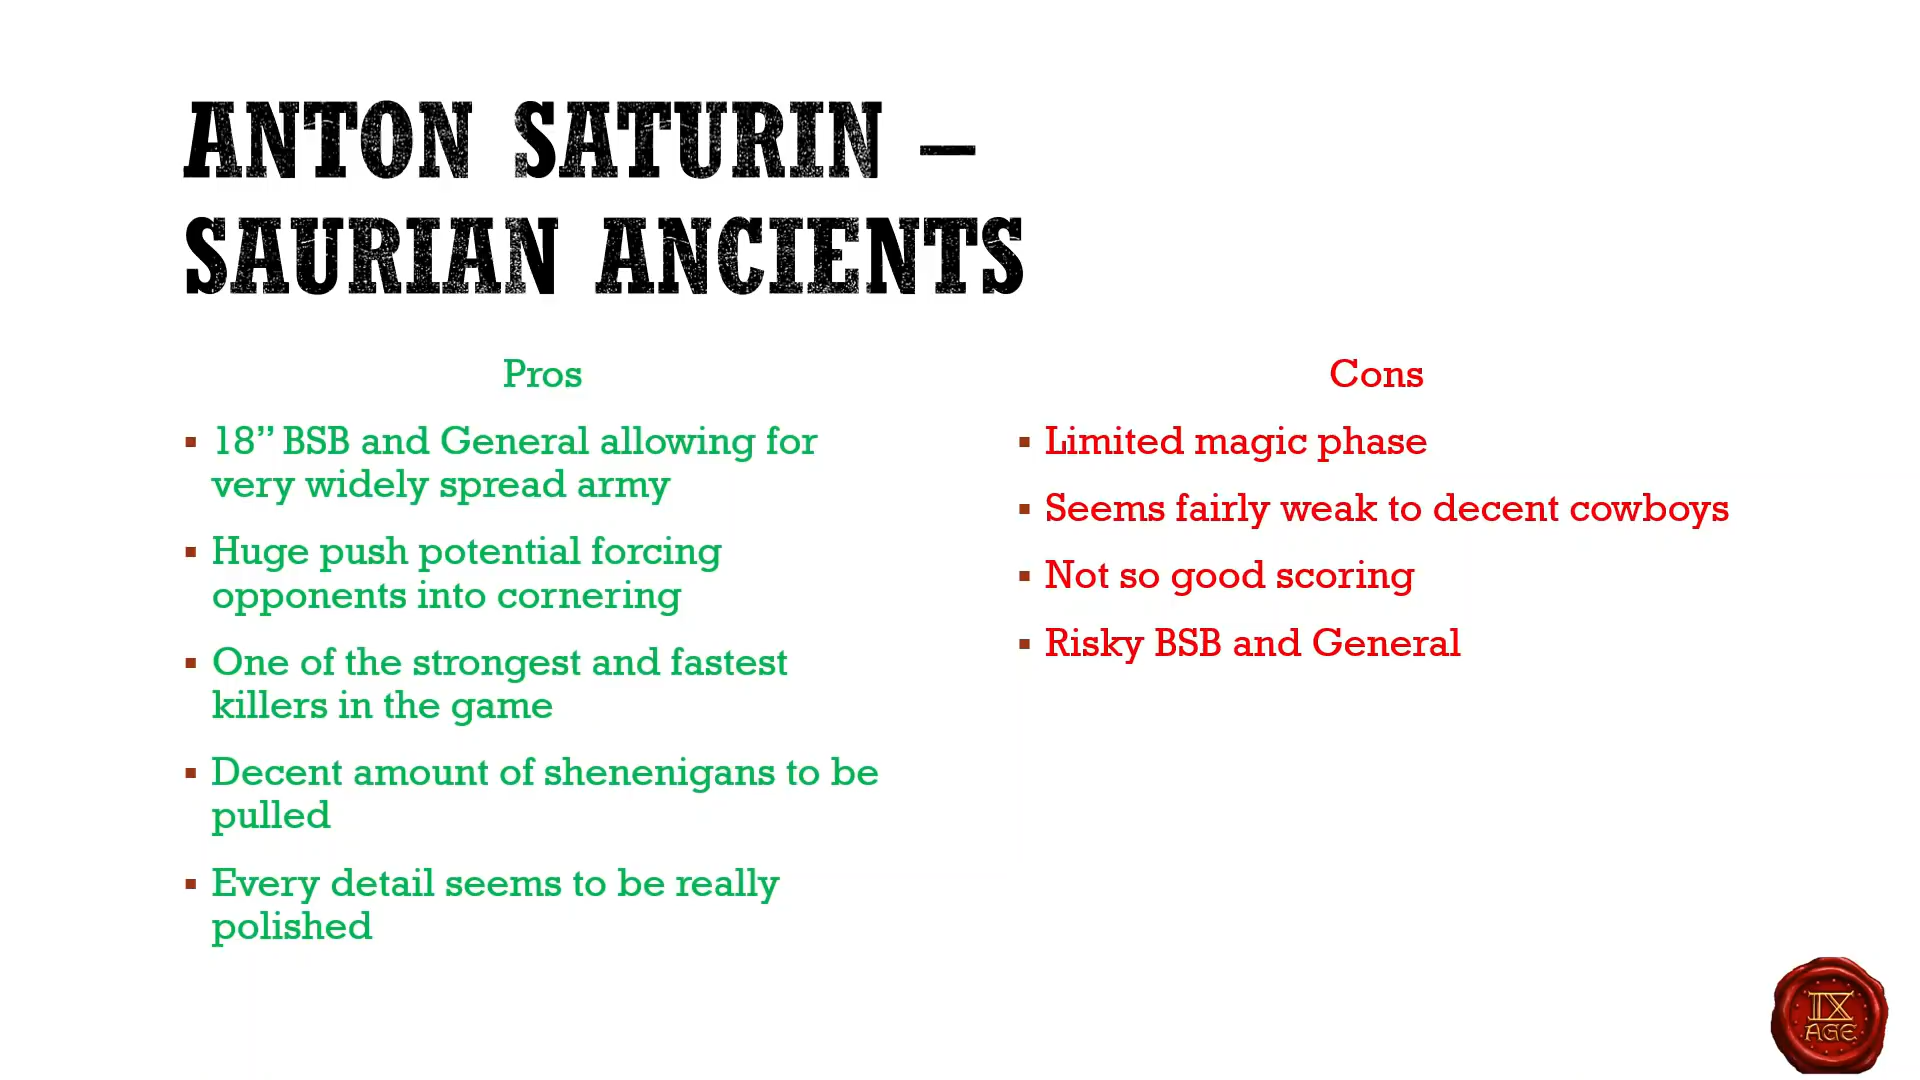 ANTON SATURIN –
SAURIAN ANCIENTS
Pros
▪ 18” BSB and General allowing for
very widely spread army
▪ Huge push potential forcing
opponents into cornering
▪ One of the strongest and fastest
killers in the game
▪ Decent amount of shenenigans to be
pulled
▪ Every detail seems to be really
polished
Cons
▪ Limited magic phase
▪ Seems fairly weak to decent cowboys
▪ Not so good scoring
▪ Risky BSB and General
IX
AGE